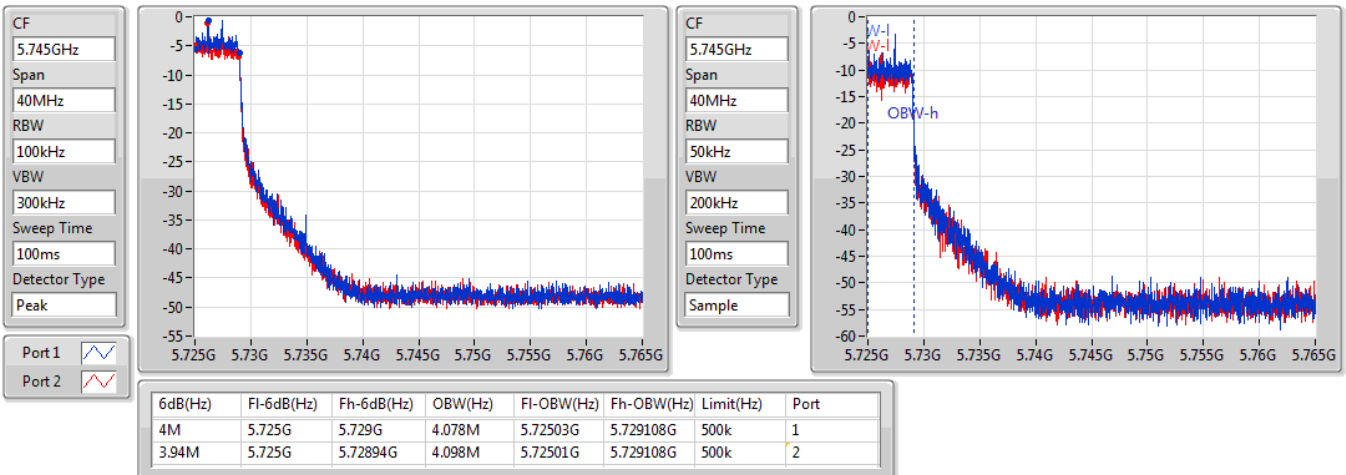 CF
5.745GHz
Span
40MHz
RBW
100kHz
VBW
300kHz
Sweep Time
100ms
Detector Type
Peak
Port 1
Port 2
0
-5
-10
-15
-20
-25
-30
-35
-40
-45
-50
-55
5.725G 5.73G 5.735G 5.74G 5.745G 5.75G 5.755G 5.76G 5.765G
CF
5.745GHz
Span
40MHz
RBW
50kHz
VBW
200kHz
Sweep Time
100ms
Detector Type
Sample
0
-5
-10
-15
-20
-25
-30
-35
-40
-45
-50
-55
-60
W-l
W-l
OBW-h
5.725G 5.73G 5.735G 5.74G 5.745G 5.75G 5.755G 5.76G 5.765G
6dB(Hz) Fl-6dB(Hz) Fh-6dB(Hz) OBW(Hz) Fl-OBW(Hz) Fh-OBW(Hz) Limit(Hz) Port
4M 5.725G 5.729G 4.078M 5.72503G 5.729108G 500k 1
3.94M 5.725G 5.72894G 4.098M 5.72501G 5.729108G 500k 2